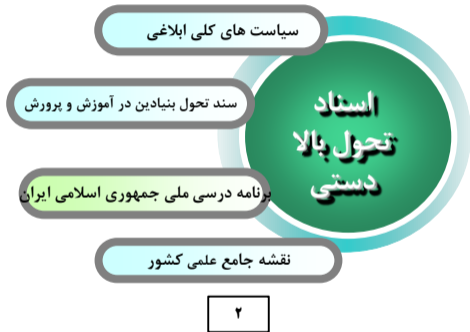 اسناد
تحول بالا
دستی
سیاست های کلی ابلاغی
سند تحول بنیادین در آموزش و پرورش
برنامه درسی ملی جمهوری اسلامی ایران
نقشه جامع علمی کشور
۲